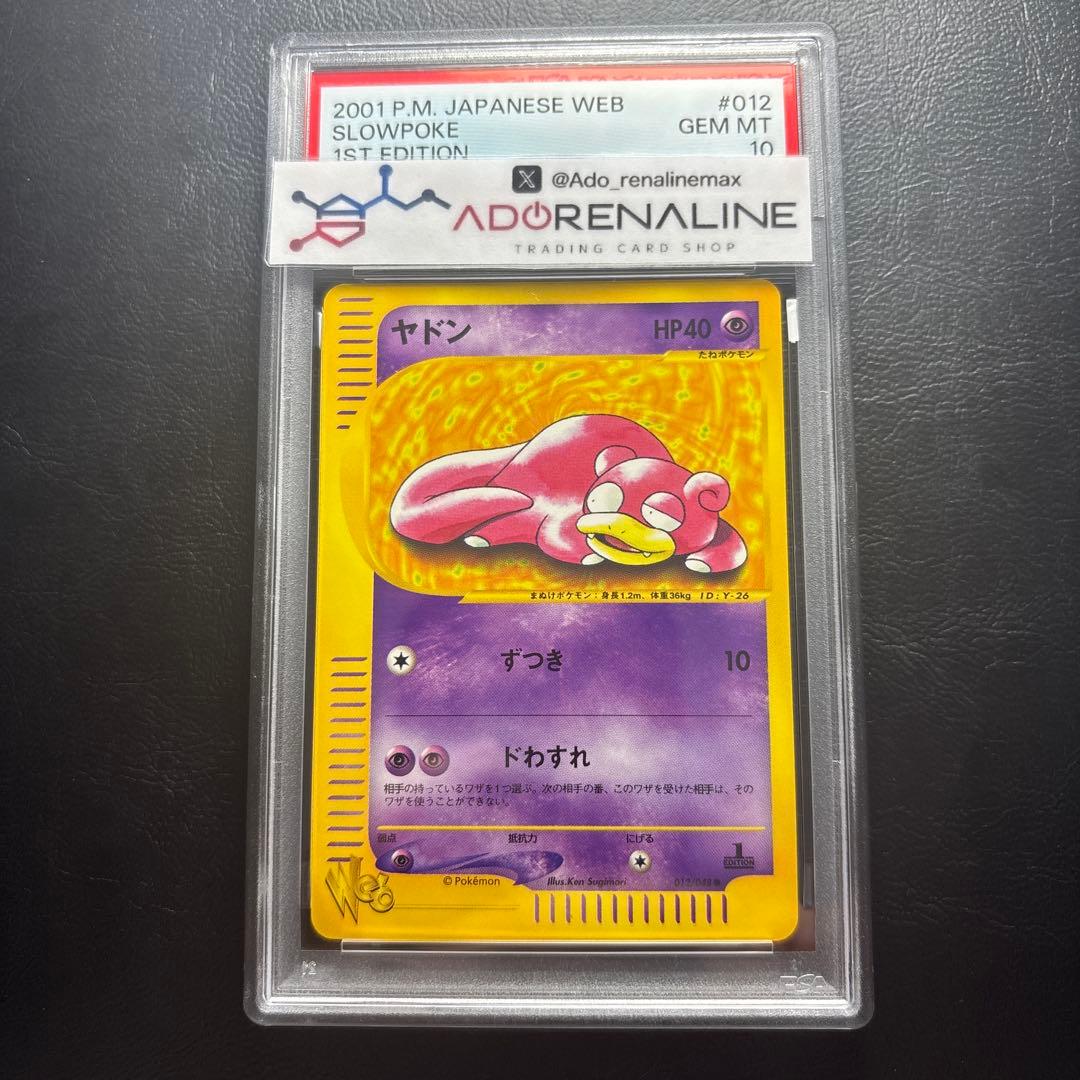 2001 P.M. JAPANESE WEB #012
SLOWPOKE GEM MT
1ST EDITION 10
@Ado_renalinemax
ADORENALINE
TRADING CARD SHOP
ヤドン HP40
たねポケモン
まぬけポケモン:身長1.2m、体重36kg ID:Y-26
ずつき 10
ドわすれ
相手の持っているワザを1つ選ぶ。次の相手の番、このワザを受けた相手は、その
ワザを使うことができない。
弱点 抵抗力 にげる
1
EDITION
Web
©Pokémon Illus.Ken Sugimori 012/048
PSA